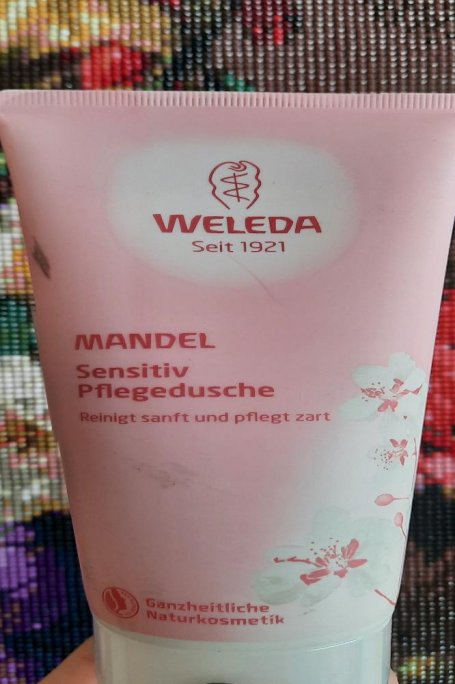 WELEDA
Seit 1921
MANDEL
Sensitiv
Pflegedusche
Reinigt sanft und pflegt zart
Ganzheitliche
Naturkosmetik